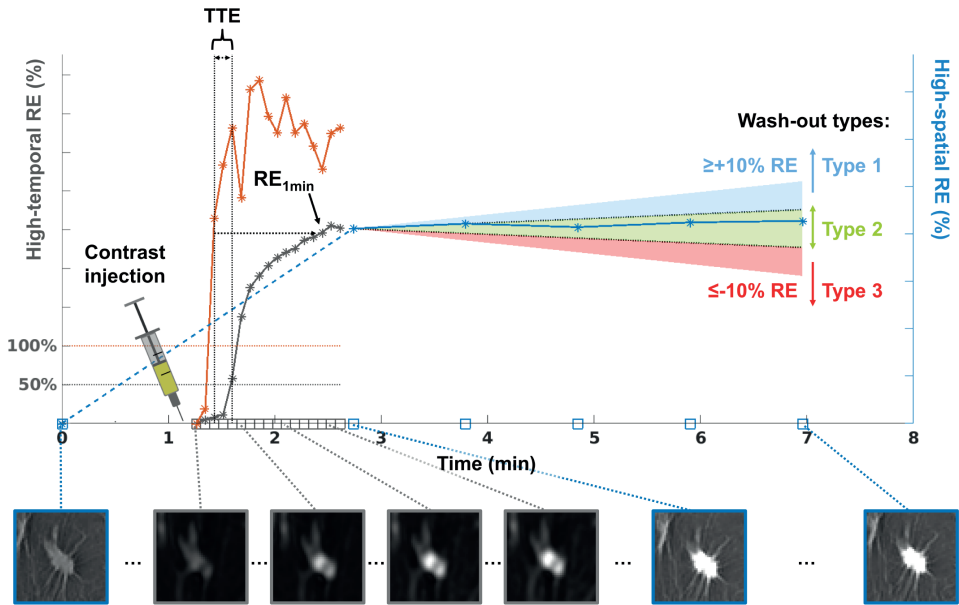 TTE
High-temporal RE (%)
High-spatial RE (%)
Wash-out types:
≥+10% RE Type 1
RE1min
Type 2
Contrast
injection
≤-10% RE Type 3
100%
50%
0 1 2 3 4 5 6 7 8
Time (min)
... ... ... ... ... ...